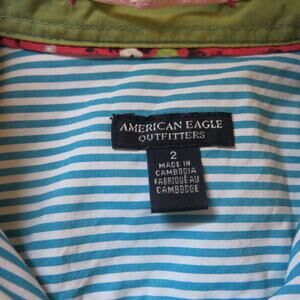 AMERICAN EAGLE
OUTFITTERS
2
MADE IN
CAMBODIA
FABRIQUÉ AU
CAMBODGE